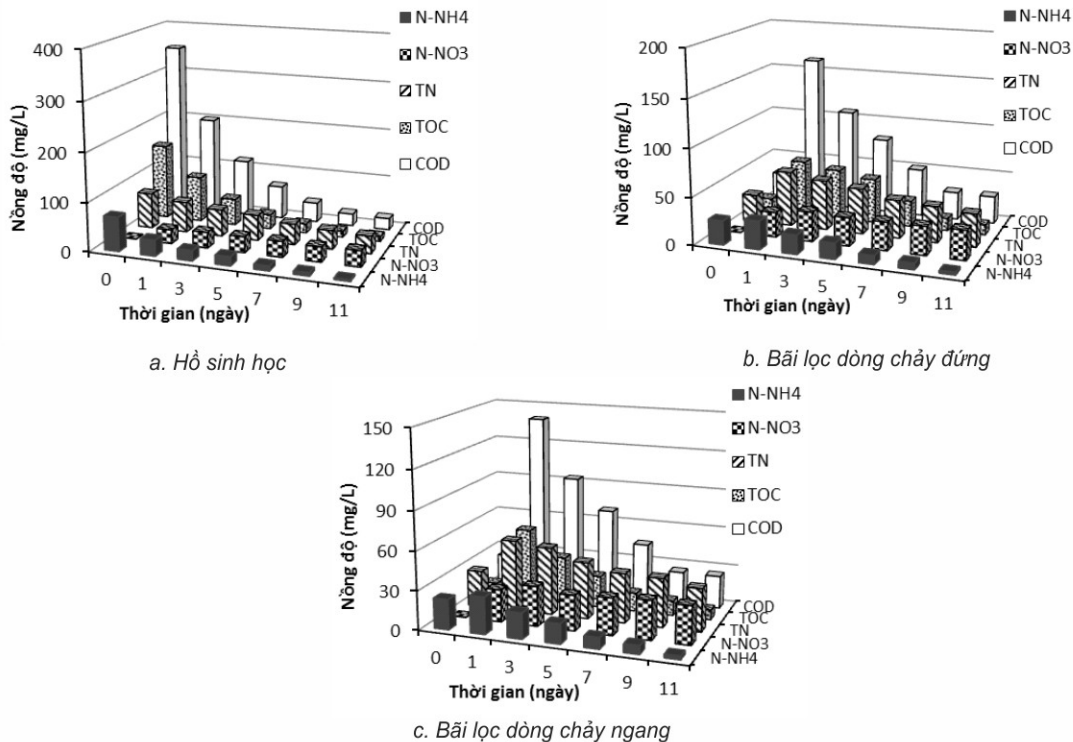 Nồng độ (mg/L)
400
300
200
100
0
0 1 3 5 7 9 11
Thời gian (ngày)
COD
TOC
TN
N-NO3
N-NH4
N-NH4
N-NO3
TN
TOC
COD
a. Hồ sinh học
Nồng độ (mg/L)
200
150
100
50
0
0 1 3 5 7 9 11
Thời gian (ngày)
COD
TOC
TN
N-NO3
N-NH4
N-NH4
N-NO3
TN
TOC
COD
b. Bãi lọc dòng chảy đứng
Nồng độ (mg/L)
150
120
90
60
30
0
0 1 3 5 7 9 11
Thời gian (ngày)
COD
TOC
TN
N-NO3
N-NH4
N-NH4
N-NO3
TN
TOC
COD
c. Bãi lọc dòng chảy ngang